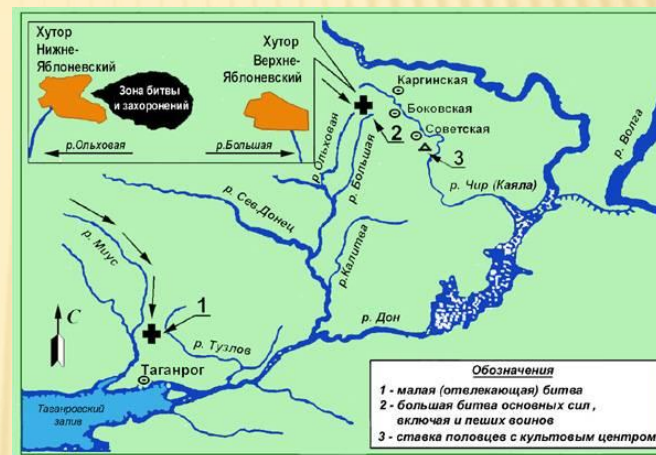 Хутор
Нижне-
Яблоневский
Зона битвы
и захоронений
Хутор
Верхне-
Яблоневский
р.Ольховая
р.Большая
Каргинская
Боковская
Советская
2
3
р.Ольховая
р. Большая
р. Волга
р. Чир (Каяла)
р. Сев.Донец
р. Миус
р.Калитва
С
1
р. Тузлов
р. Дон
Таганрог
Таганрогский
залив
Обозначения
1 - малая (отвлекающая) битва
2 - большая битва основных сил ,
включая и пеших воинов
3 - ставка половцев с культовым центром